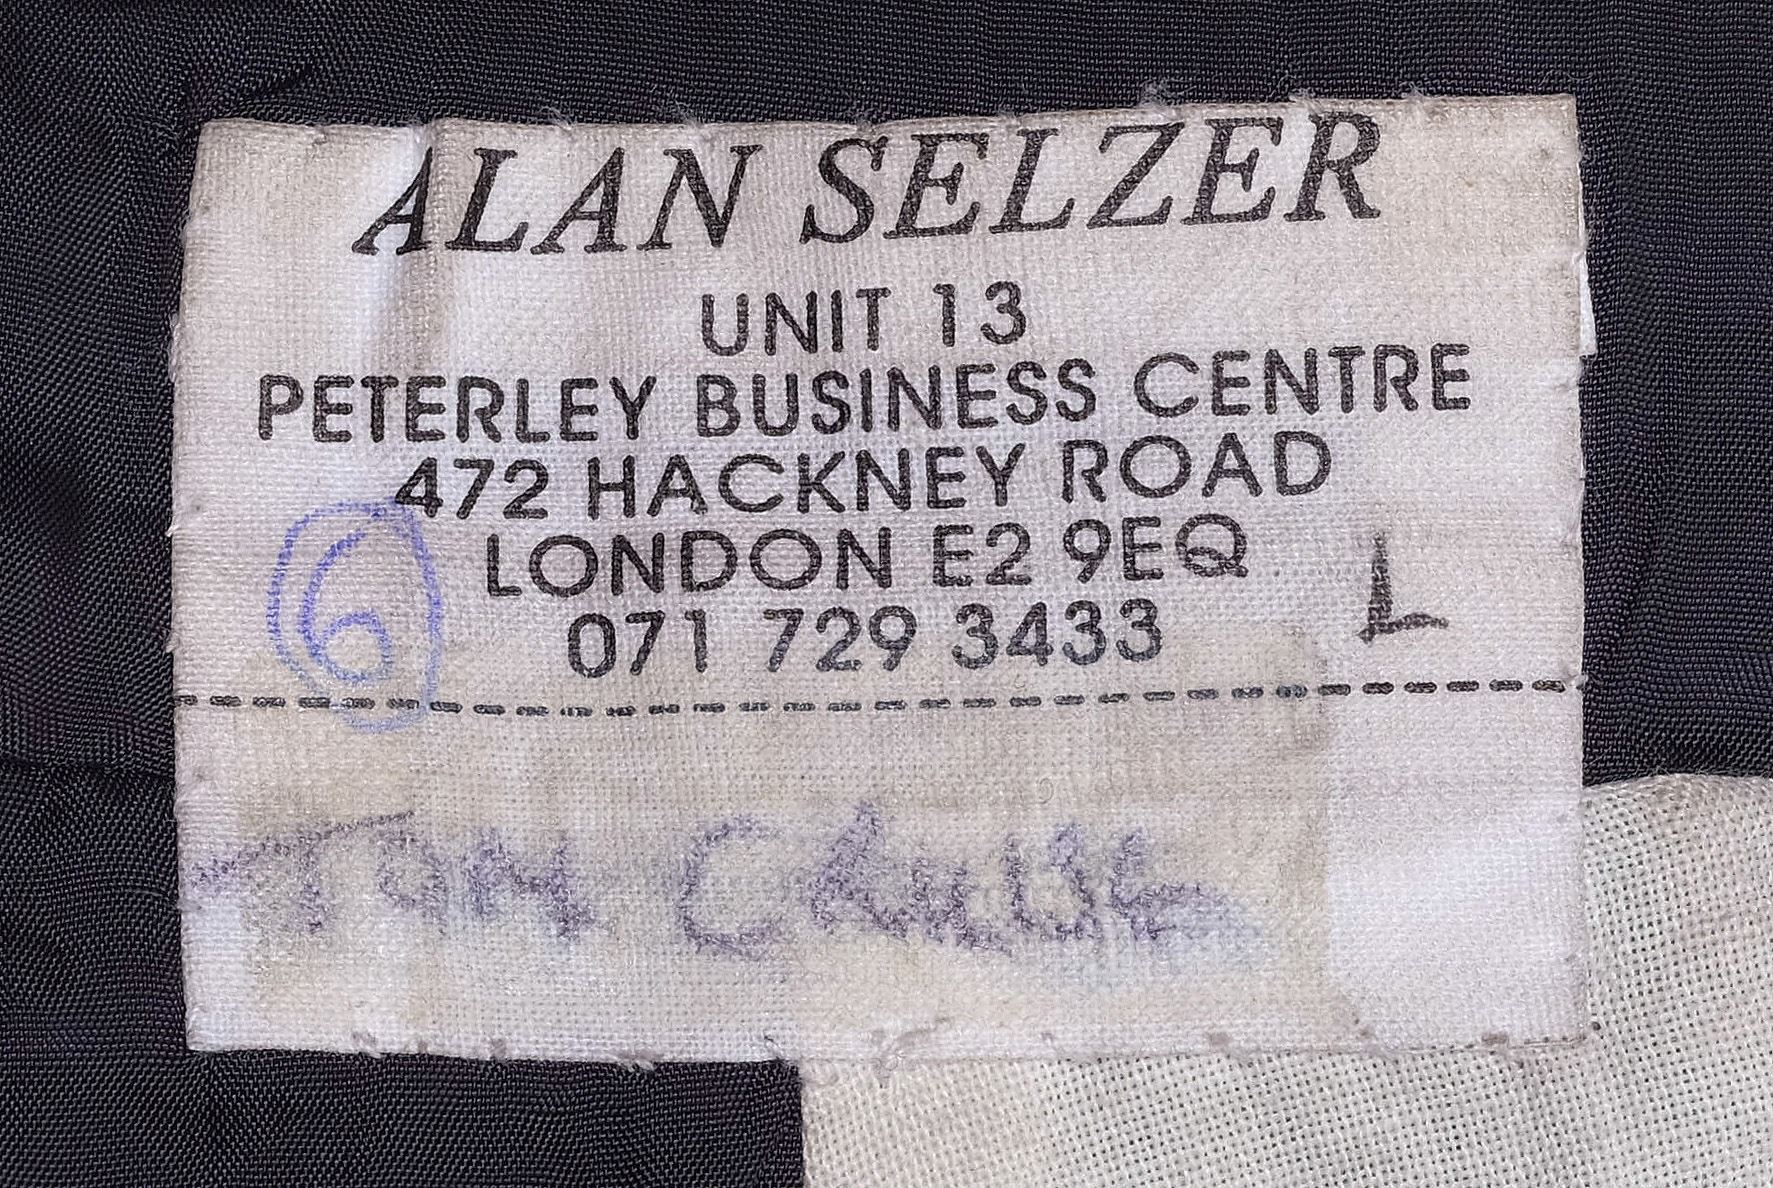 ALAN SELZER
UNIT 13
PETERLEY BUSINESS CENTRE
472 HACKNEY ROAD
LONDON E2 9EQ
071 729 3433
6
L
TOM CRUISE